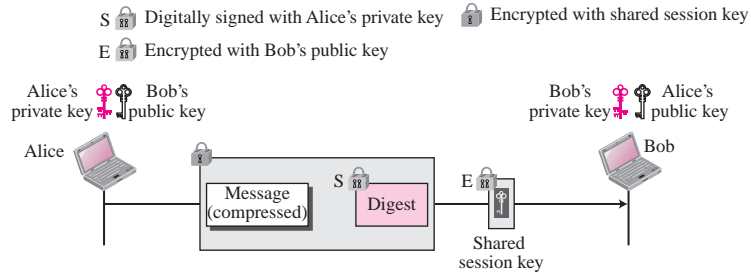 S Digitally signed with Alice's private key
Encrypted with shared session key
E Encrypted with Bob's public key
Alice's
private key
Bob's
public key
Bob's
private key
Alice's
public key
Alice
Bob
S
E
Message
(compressed)
Digest
Shared
session key